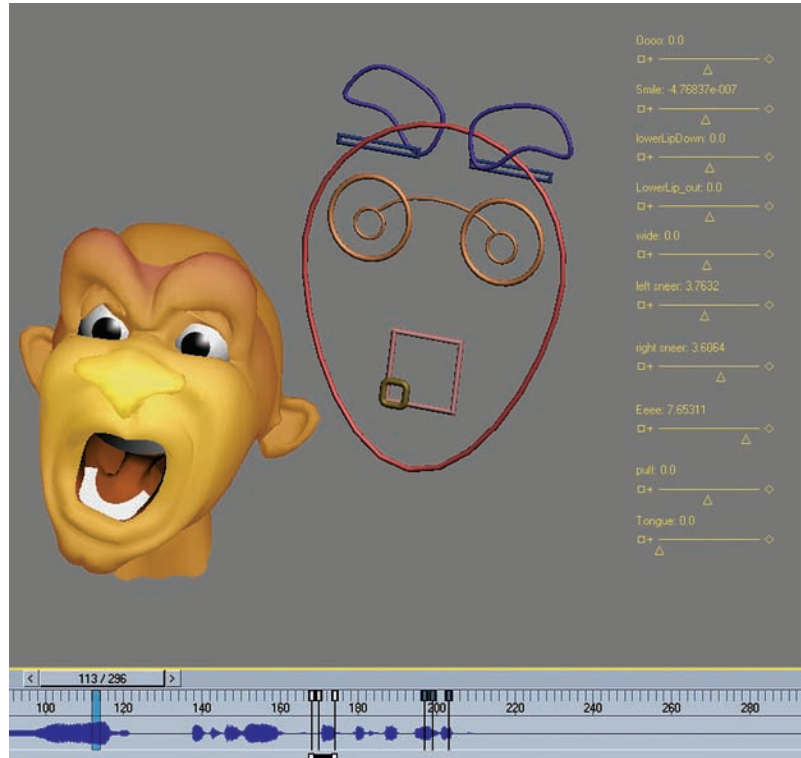 Oooo: 0.0
Smile: -4.76837e-007
lowerLipDown: 0.0
LowerLip_out: 0.0
wide: 0.0
left sneer: 3.7632
right sneer: 3.6064
Eeee: 7.65311
puff: 0.0
Tongue: 0.0
< 113 / 296 >
100 120 140 160 180 200 220 240 260 280